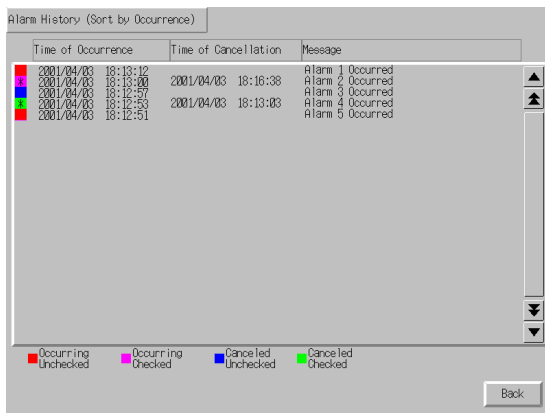 Alarm History (Sort by Occurrence)
Time of Occurrence Time of Cancellation Message
2001/04/03 18:13:12 Alarm 1 Occurred
* 2001/04/03 18:13:00 2001/04/03 18:16:38 Alarm 2 Occurred
2001/04/03 18:12:57 Alarm 3 Occurred
* 2001/04/03 18:12:53 2001/04/03 18:13:03 Alarm 4 Occurred
2001/04/03 18:12:51 Alarm 5 Occurred
Occurring Occurring Canceled Canceled
Unchecked Checked Unchecked Checked
Back